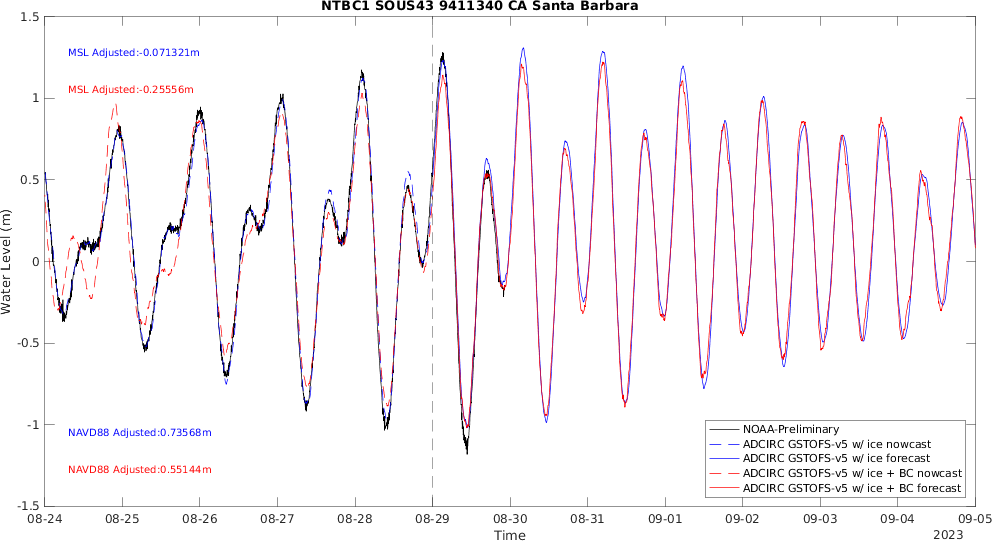 NTBC1 SOUS43 9411340 CA Santa Barbara
1.5
1
0.5
0
-0.5
-1
-1.5
Water Level (m)
MSL Adjusted:-0.071321m
MSL Adjusted:-0.25556m
NAVD88 Adjusted:0.73568m
NAVD88 Adjusted:0.55144m
NOAA-Preliminary
ADCIRC GSTOFS-v5 w/ ice nowcast
ADCIRC GSTOFS-v5 w/ ice forecast
ADCIRC GSTOFS-v5 w/ ice + BC nowcast
ADCIRC GSTOFS-v5 w/ ice + BC forecast
08-24 08-25 08-26 08-27 08-28 08-29 08-30 08-31 09-01 09-02 09-03 09-04 09-05
Time
2023